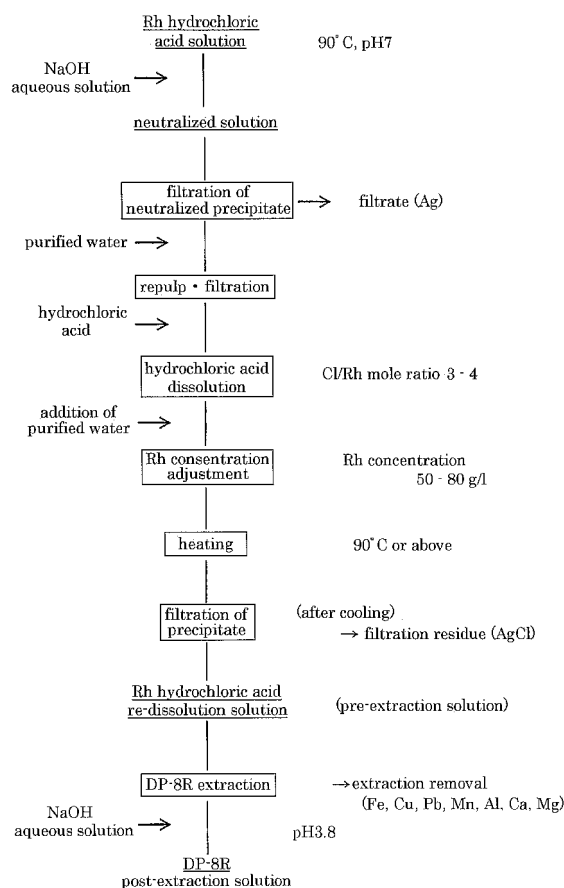 Rh hydrochloric
acid solution
90°C, pH7
NaOH
aqueous solution
neutralized solution
filtration of
neutralized precipitate
filtrate (Ag)
purified water
repulp・filtration
hydrochloric
acid
hydrochloric acid
dissolution
Cl/Rh mole ratio 3 - 4
addition of
purified water
Rh consentration
adjustment
Rh concentration
50 - 80 g/l
heating
90°C or above
filtration of
precipitate
(after cooling)
→ filtration residue (AgCl)
Rh hydrochloric acid
re-dissolution solution
(pre-extraction solution)
DP-8R extraction
→extraction removal
(Fe, Cu, Pb, Mn, Al, Ca, Mg)
NaOH
aqueous solution
pH3.8
DP-8R
post-extraction solution